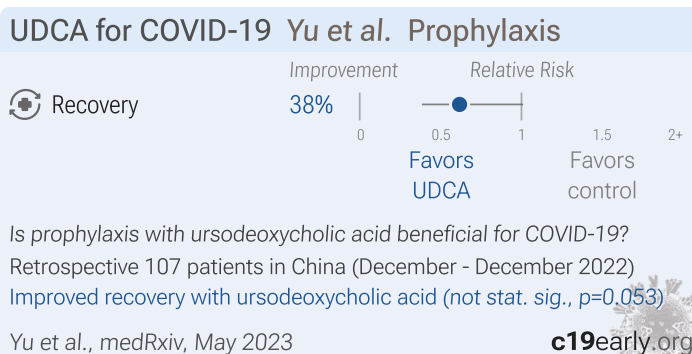 UDCA for COVID-19 Yu et al. Prophylaxis
Improvement Relative Risk
Recovery 38%
0 0.5 1 1.5 2+
Favors Favors
UDCA control
Is prophylaxis with ursodeoxycholic acid beneficial for COVID-19?
Retrospective 107 patients in China (December - December 2022)
Improved recovery with ursodeoxycholic acid (not stat. sig., p=0.053)
Yu et al., medRxiv, May 2023 c19early.org